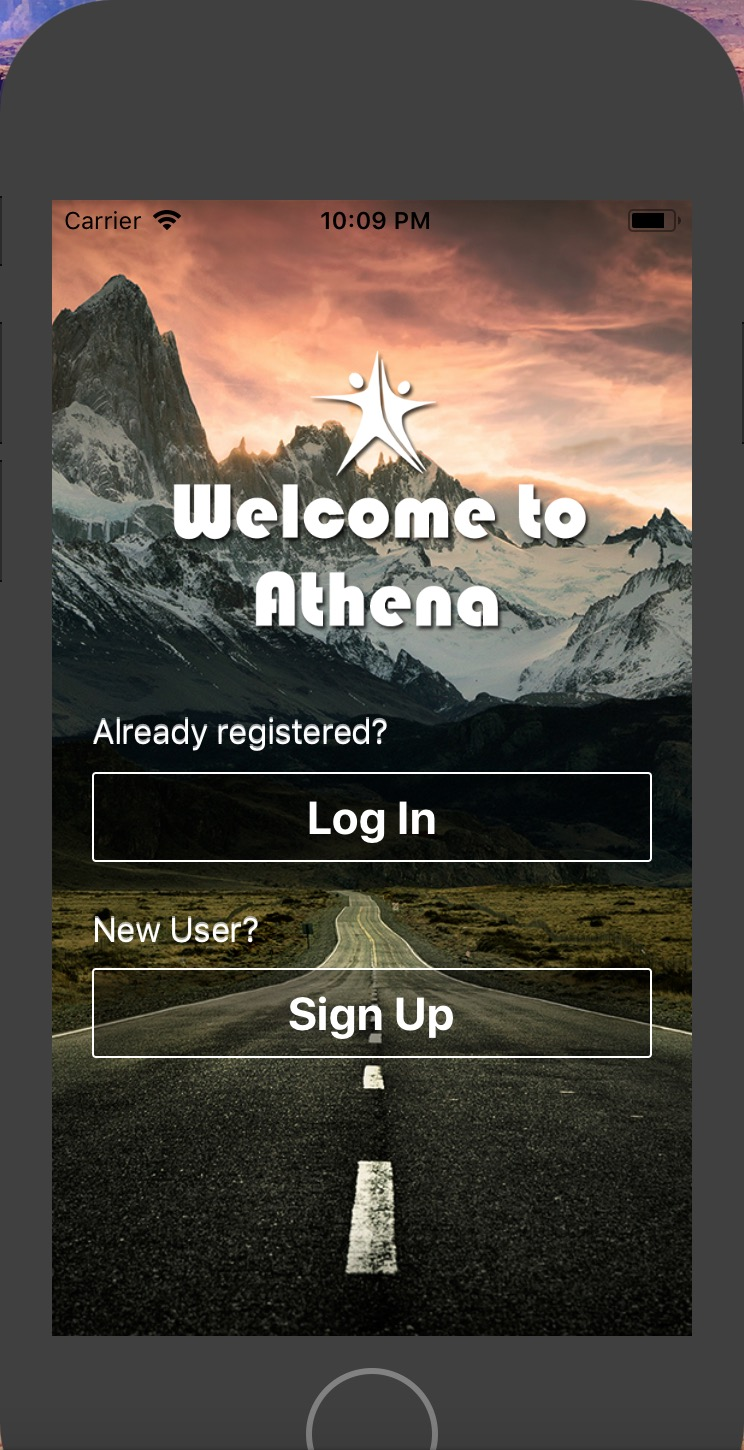 Carrier 10:09 PM
Welcome to
Athena
Already registered?
Log In
New User?
Sign Up